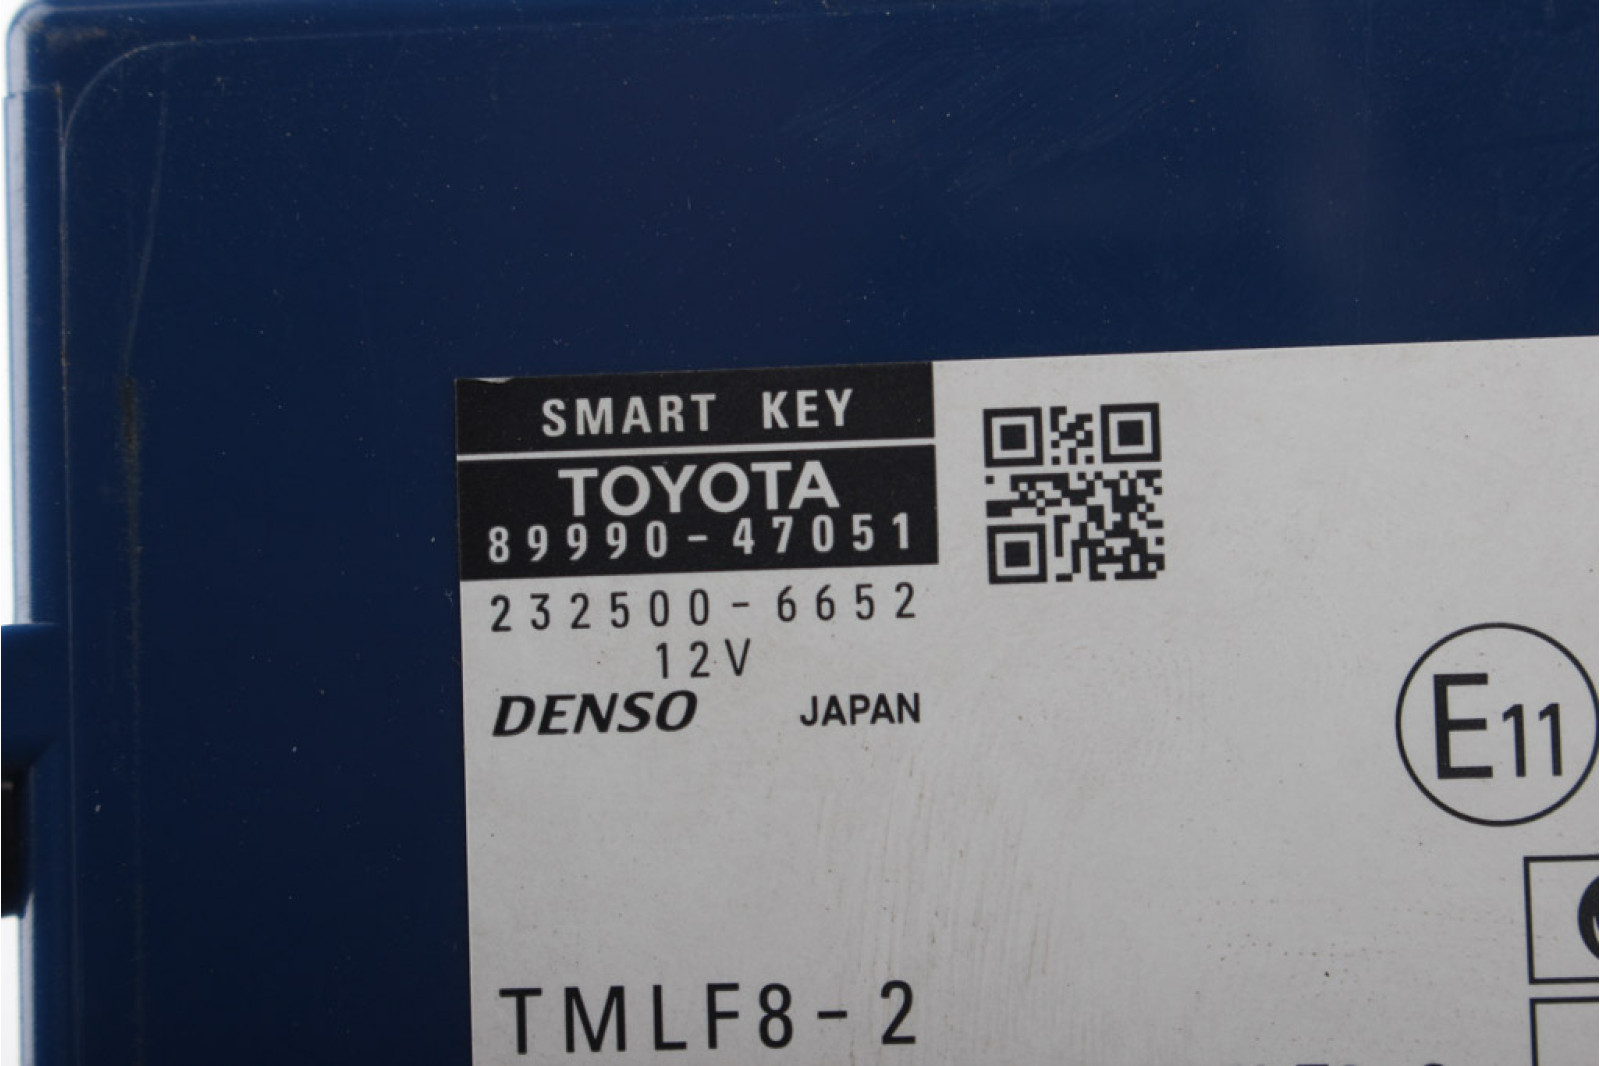 SMART KEY
TOYOTA
89990-47051
232500-6652
12V
DENSO JAPAN
E11
TMLF8-2